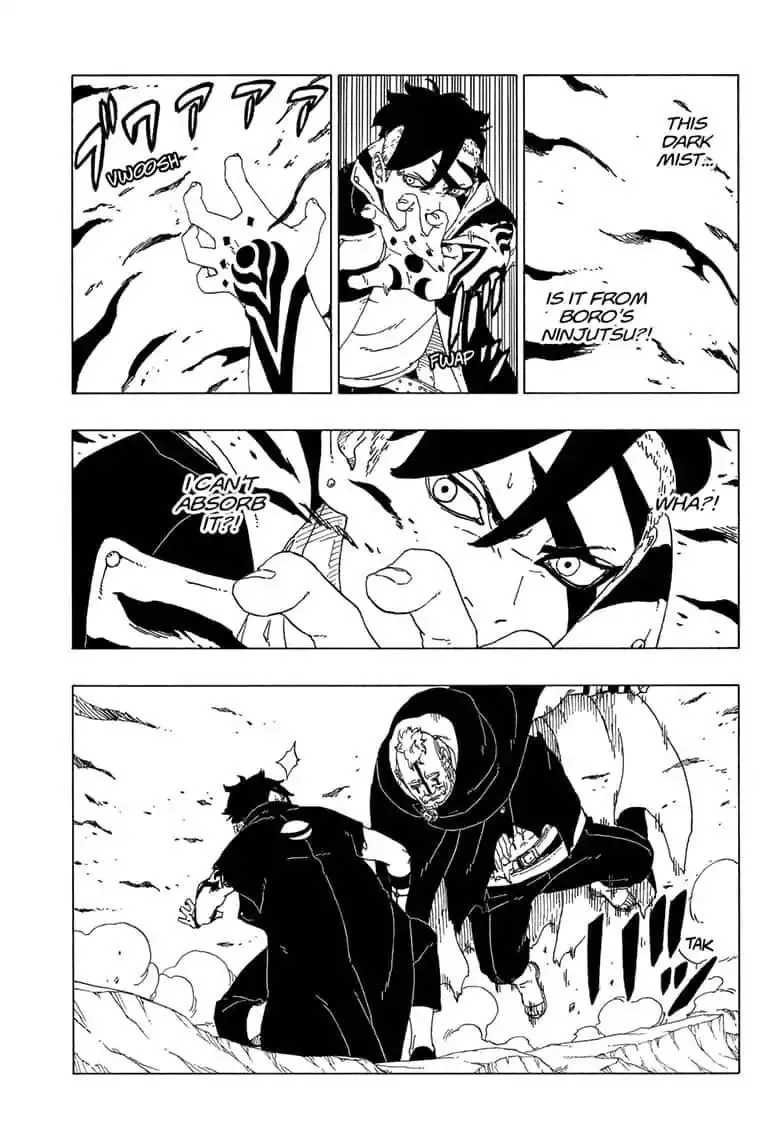 THIS
DARK
MIST...
IS IT FROM
BORO'S
NINJUTSU?!
FWAP
ブワァァァ
VWOOSH
WHA?!
I CAN'T
ABSORB
IT?!
TAK